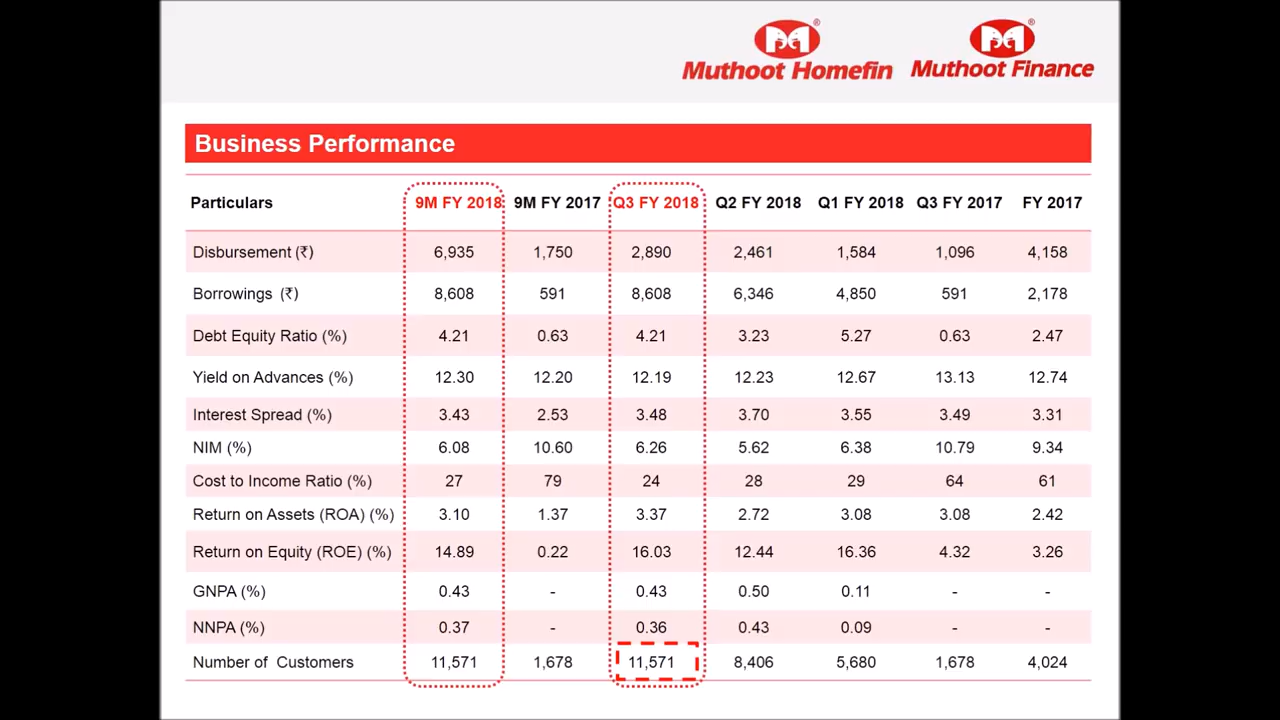 Muthoot Homefin
Muthoot Finance
Business Performance
Particulars 9M FY 2018 9M FY 2017 Q3 FY 2018 Q2 FY 2018 Q1 FY 2018 Q3 FY 2017 FY 2017
Disbursement (₹) 6,935 1,750 2,890 2,461 1,584 1,096 4,158
Borrowings (₹) 8,608 591 8,608 6,346 4,850 591 2,178
Debt Equity Ratio (%) 4.21 0.63 4.21 3.23 5.27 0.63 2.47
Yield on Advances (%) 12.30 12.20 12.19 12.23 12.67 13.13 12.74
Interest Spread (%) 3.43 2.53 3.48 3.70 3.55 3.49 3.31
NIM (%) 6.08 10.60 6.26 5.62 6.38 10.79 9.34
Cost to Income Ratio (%) 27 79 24 28 29 64 61
Return on Assets (ROA) (%) 3.10 1.37 3.37 2.72 3.08 3.08 2.42
Return on Equity (ROE) (%) 14.89 0.22 16.03 12.44 16.36 4.32 3.26
GNPA (%) 0.43 - 0.43 0.50 0.11 - -
NNPA (%) 0.37 - 0.36 0.43 0.09 - -
Number of Customers 11,571 1,678 11,571 8,406 5,680 1,678 4,024